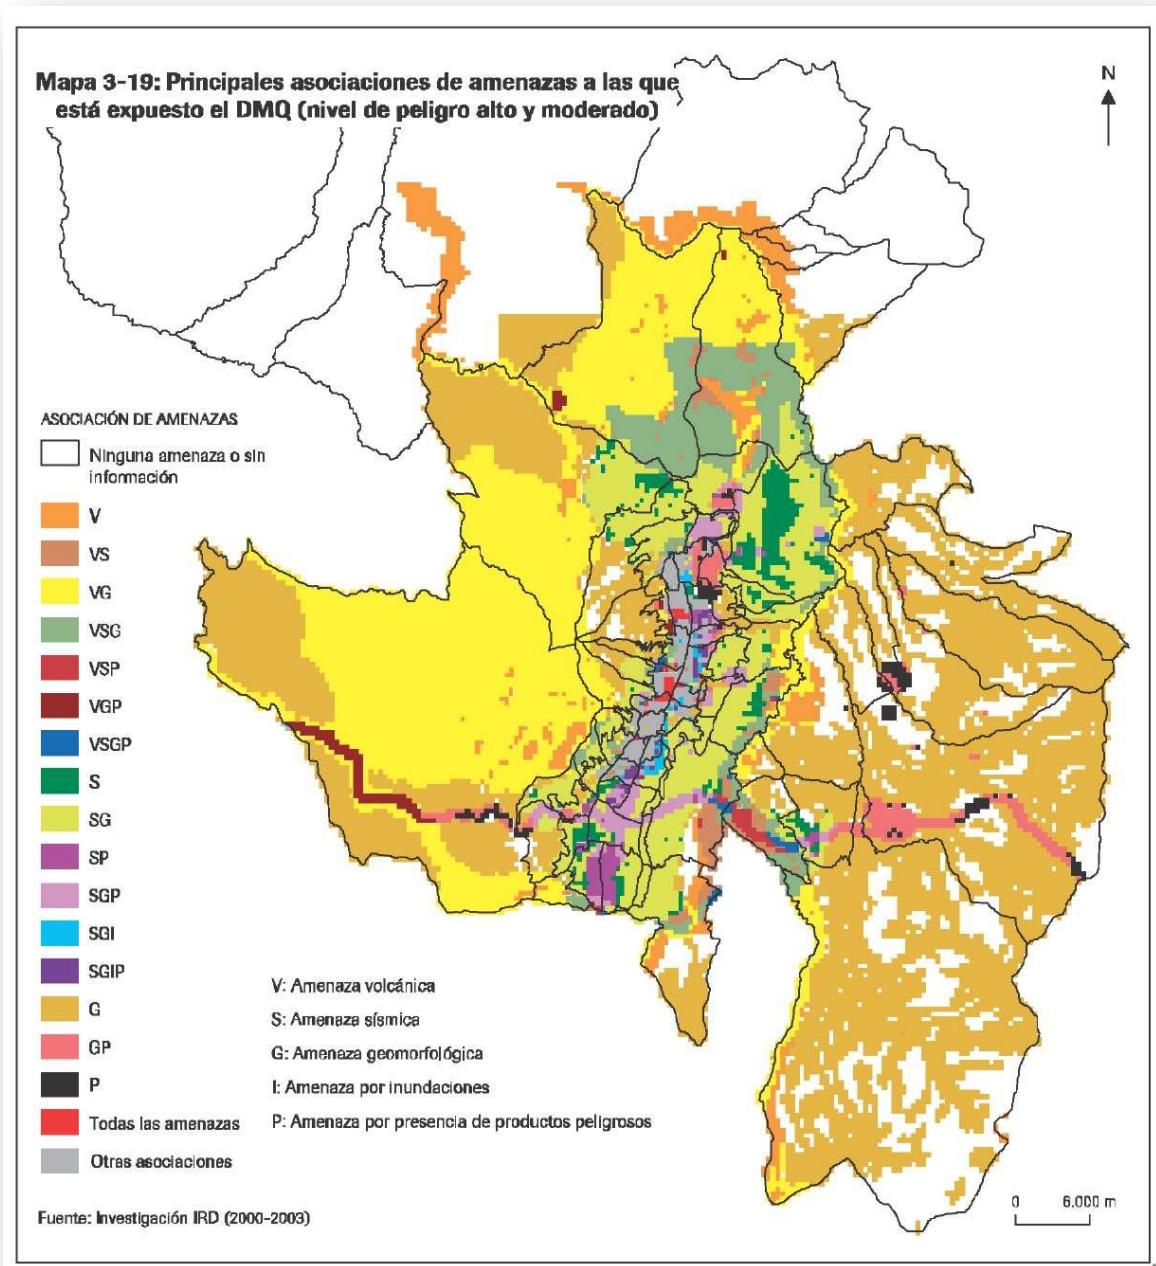 Mapa 3-19: Principales asociaciones de amenazas a las que
está expuesto el DMQ (nivel de peligro alto y moderado)
N
ASOCIACIÓN DE AMENAZAS
Ninguna amenaza o sin
información
V
VS
VG
VSG
VSP
VGP
VSGP
S
SG
SP
SGP
SGI
SGIP
G
GP
P
Todas las amenazas
Otras asociaciones
V: Amenaza volcánica
S: Amenaza sísmica
G: Amenaza geomorfológica
I: Amenaza por inundaciones
P: Amenaza por presencia de productos peligrosos
0 6.000 m
Fuente: Investigación IRD (2000-2003)